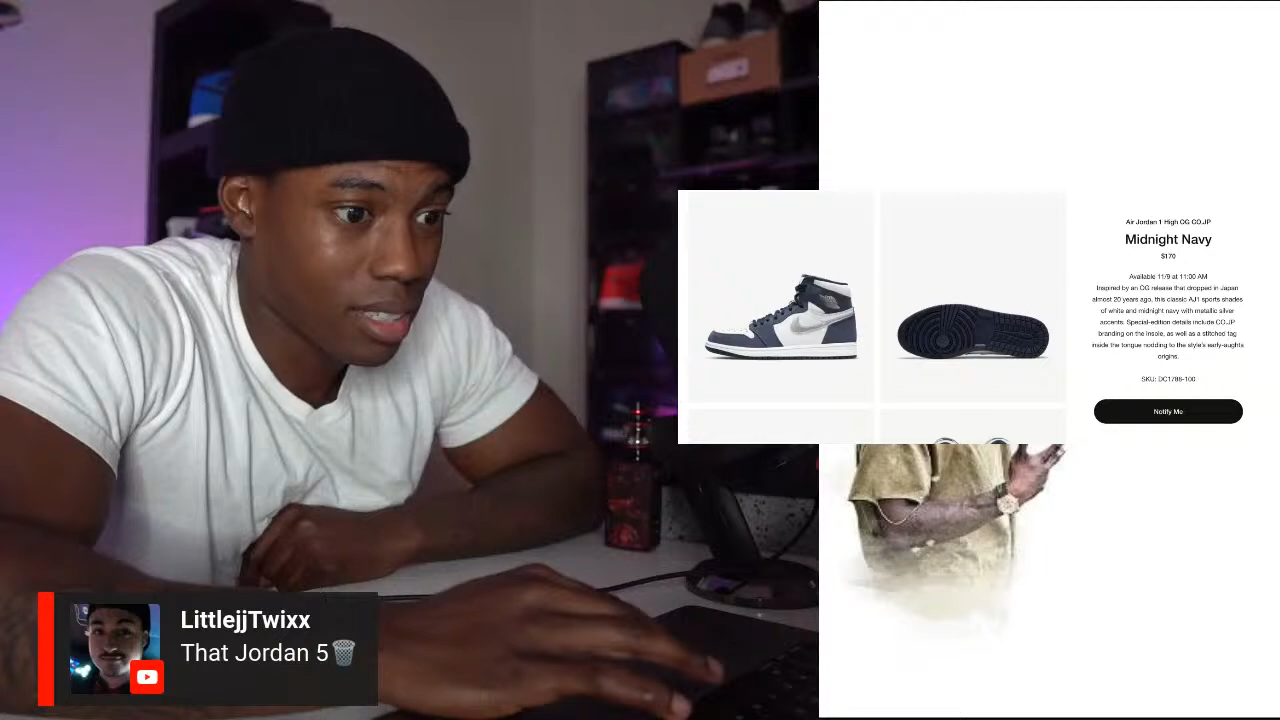 Air Jordan 1 High OG CO.JP
Midnight Navy
$170
Available 11/9 at 11:00 AM
Inspired by an OG release that dropped in Japan
almost 20 years ago, this classic AJ1 sports shades
of white and midnight navy with metallic silver
accents. Special-edition details include CO.JP
branding on the insole, as well as a stitched tag
inside the tongue nodding to the style's early-aughts
origins.
SKU: DC1788-100
Notify Me
LittlejjTwixx
That Jordan 5🗑️